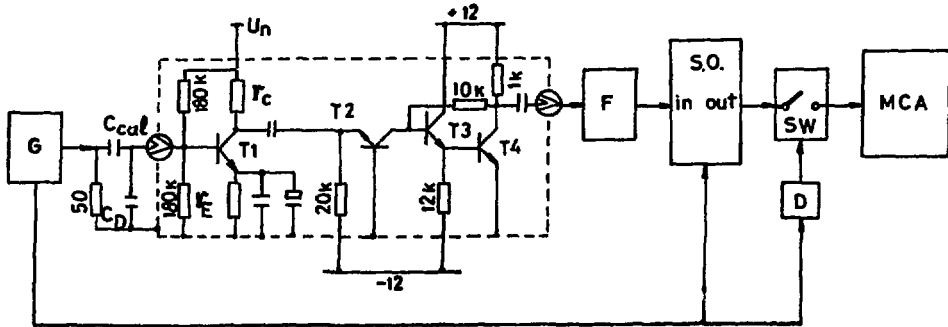 Un
+12
180k
rc
T2
10k
1k
S.O.
in out
F
SW
MCA
G
Ccal
T1
T3
T4
50
CD
180k
rE
20k
12k
D
-12